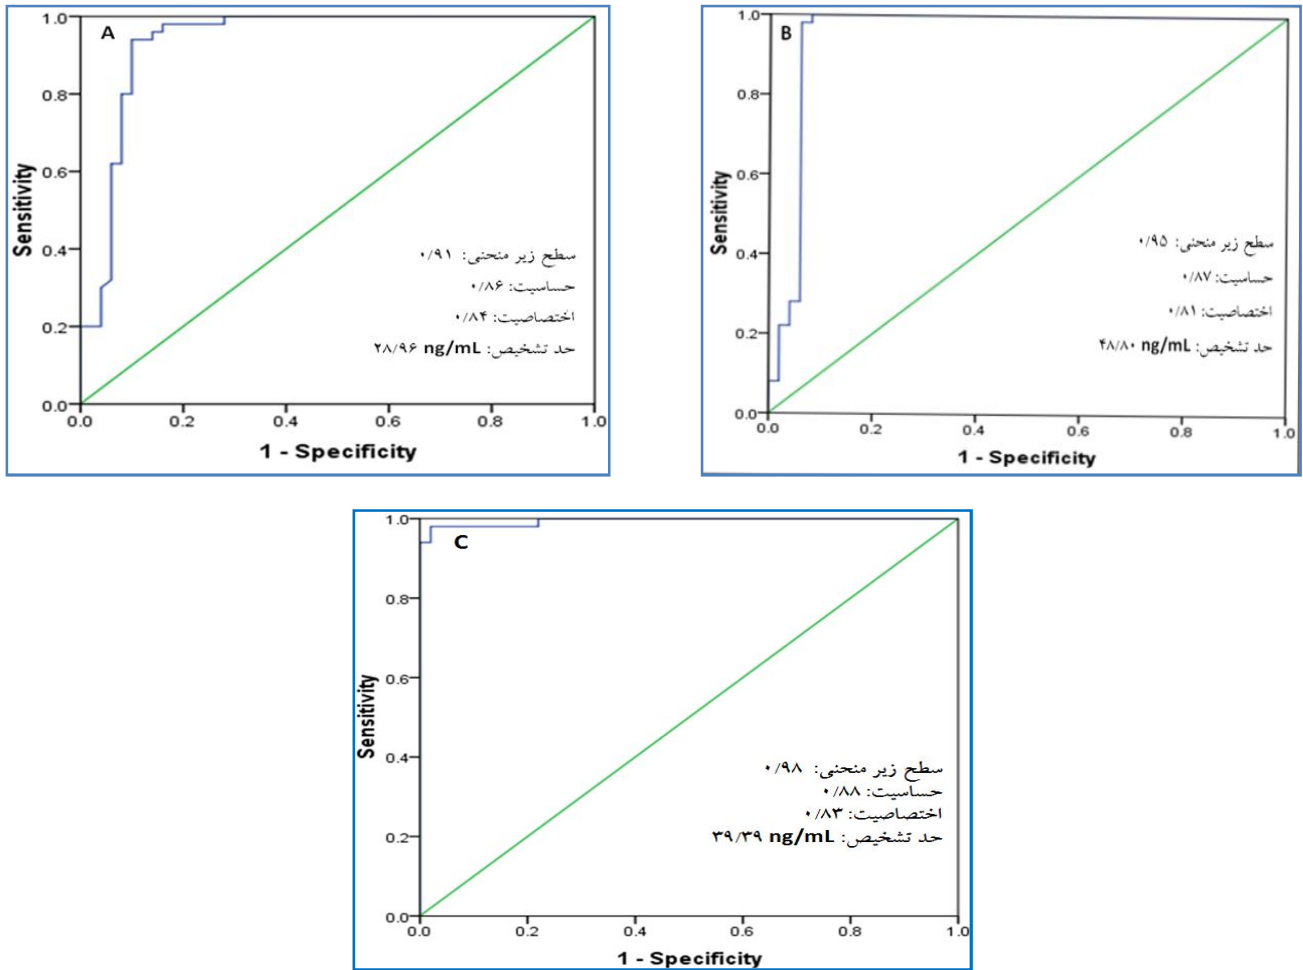 A
1.0
0.8
0.6
0.4
0.2
0.0
Sensitivity
سطح زیر منحنی: ۰/۹۱
حساسیت: ۰/۸۶
اختصاصیت: ۰/۸۴
حد تشخیص: ۲۸/۹۶ ng/mL
0.0 0.2 0.4 0.6 0.8 1.0
1 - Specificity
B
1.0
0.8
0.6
0.4
0.2
0.0
Sensitivity
سطح زیر منحنی: ۰/۹۵
حساسیت: ۰/۸۷
اختصاصیت: ۰/۸۱
حد تشخیص: ۴۸/۸۰ ng/mL
0.0 0.2 0.4 0.6 0.8 1.0
1 - Specificity
C
1.0
0.8
0.6
0.4
0.2
0.0
Sensitivity
سطح زیر منحنی: ۰/۹۸
حساسیت: ۰/۸۸
اختصاصیت: ۰/۸۳
حد تشخیص: ۳۹/۳۹ ng/mL
0.0 0.2 0.4 0.6 0.8 1.0
1 - Specificity